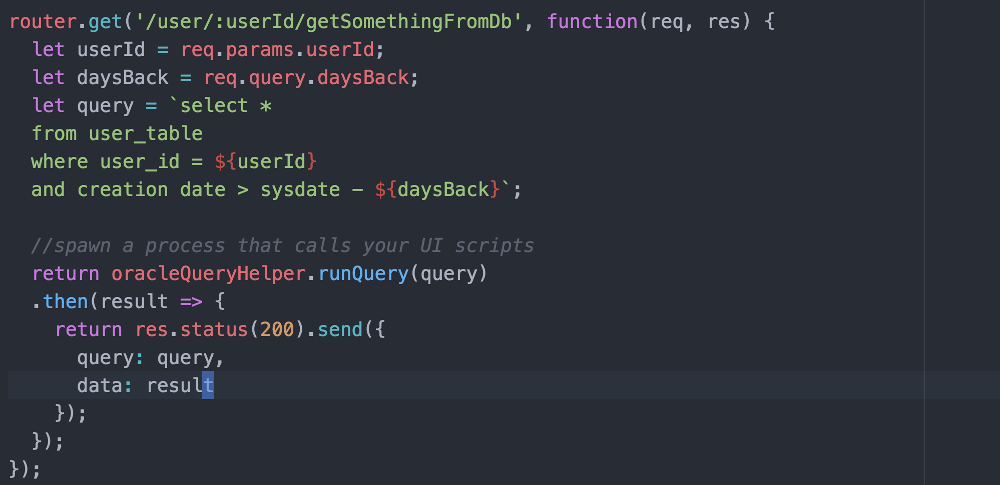 router.get('/user/:userId/getSomethingFromDb', function(req, res) {
  let userId = req.params.userId;
  let daysBack = req.query.daysBack;
  let query = `select *
  from user_table
  where user_id = ${userId}
  and creation date > sysdate - ${daysBack}`;

  //spawn a process that calls your UI scripts
  return oracleQueryHelper.runQuery(query)
  .then(result => {
    return res.status(200).send({
      query: query,
      data: result
    });
  });
});